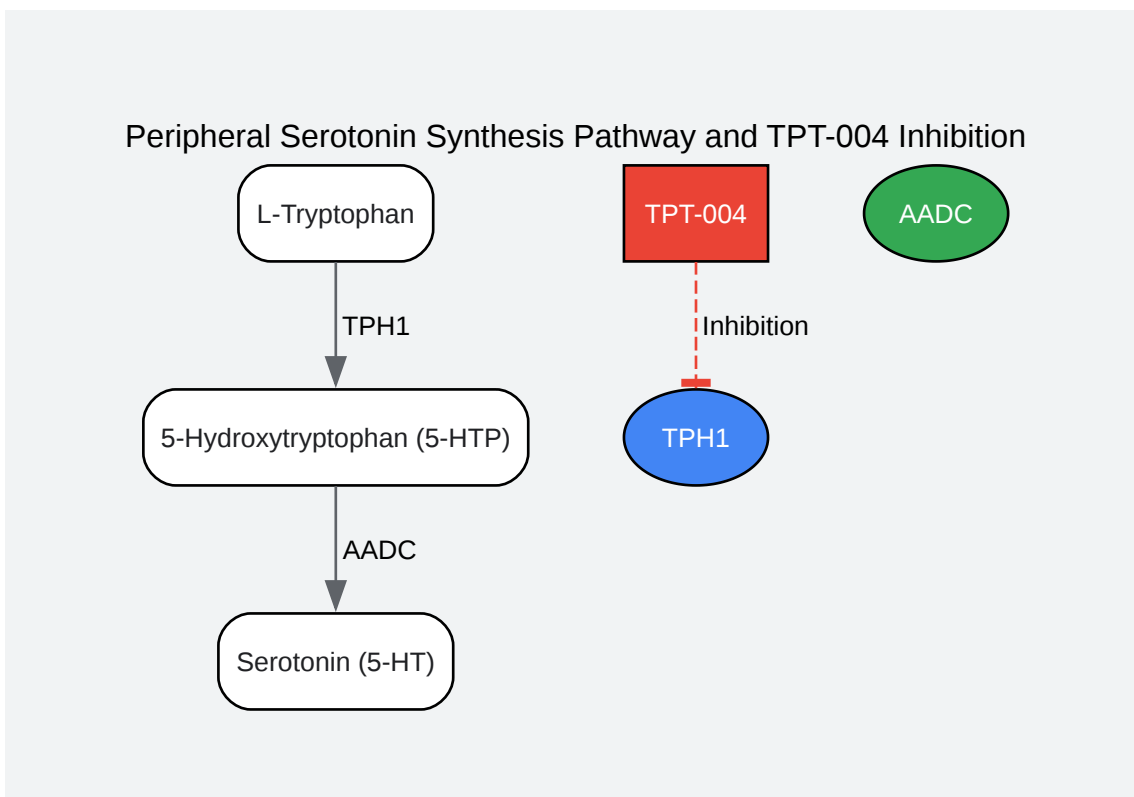 Peripheral Serotonin Synthesis Pathway and TPT-004 Inhibition
L-Tryptophan
TPT-004
AADC
TPH1
Inhibition
5-Hydroxytryptophan (5-HTP)
TPH1
AADC
Serotonin (5-HT)